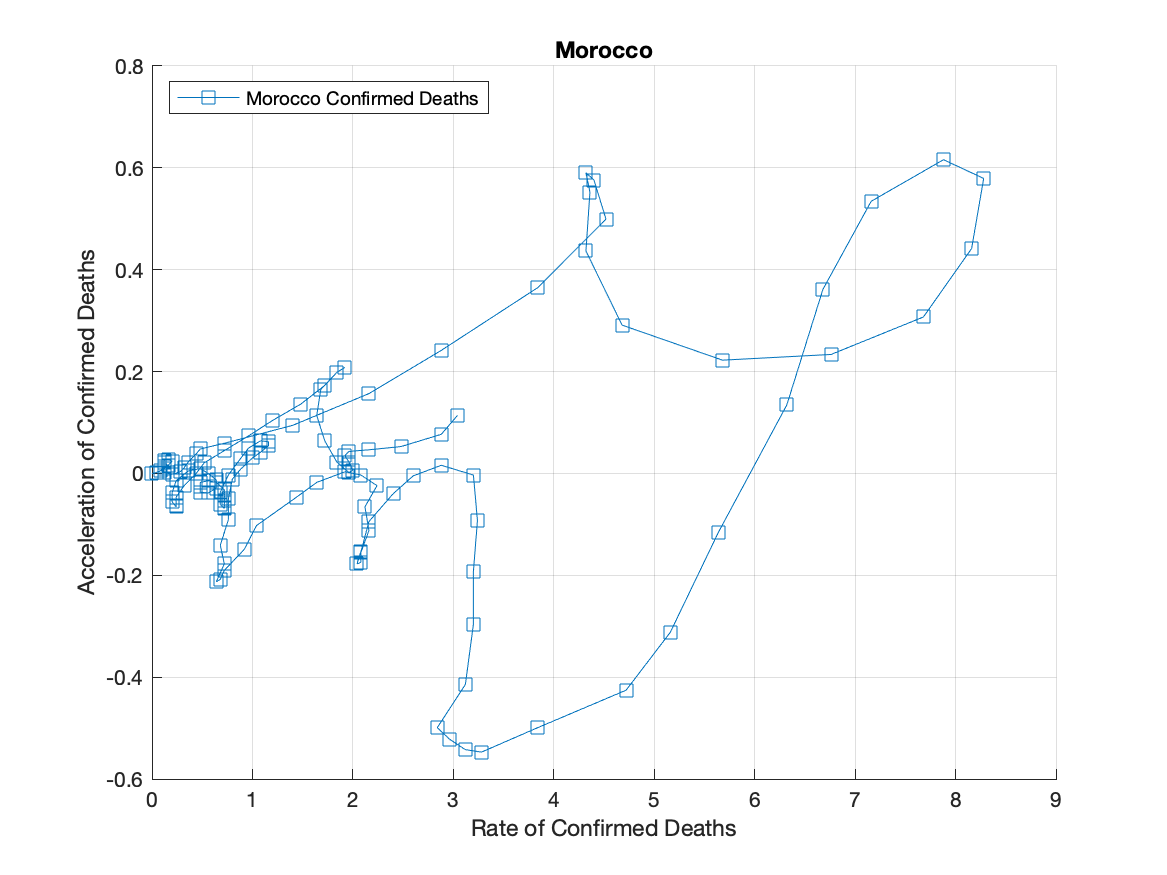 Morocco
Morocco Confirmed Deaths
0.8
0.6
0.4
0.2
0
-0.2
-0.4
-0.6
Acceleration of Confirmed Deaths
0 1 2 3 4 5 6 7 8 9
Rate of Confirmed Deaths